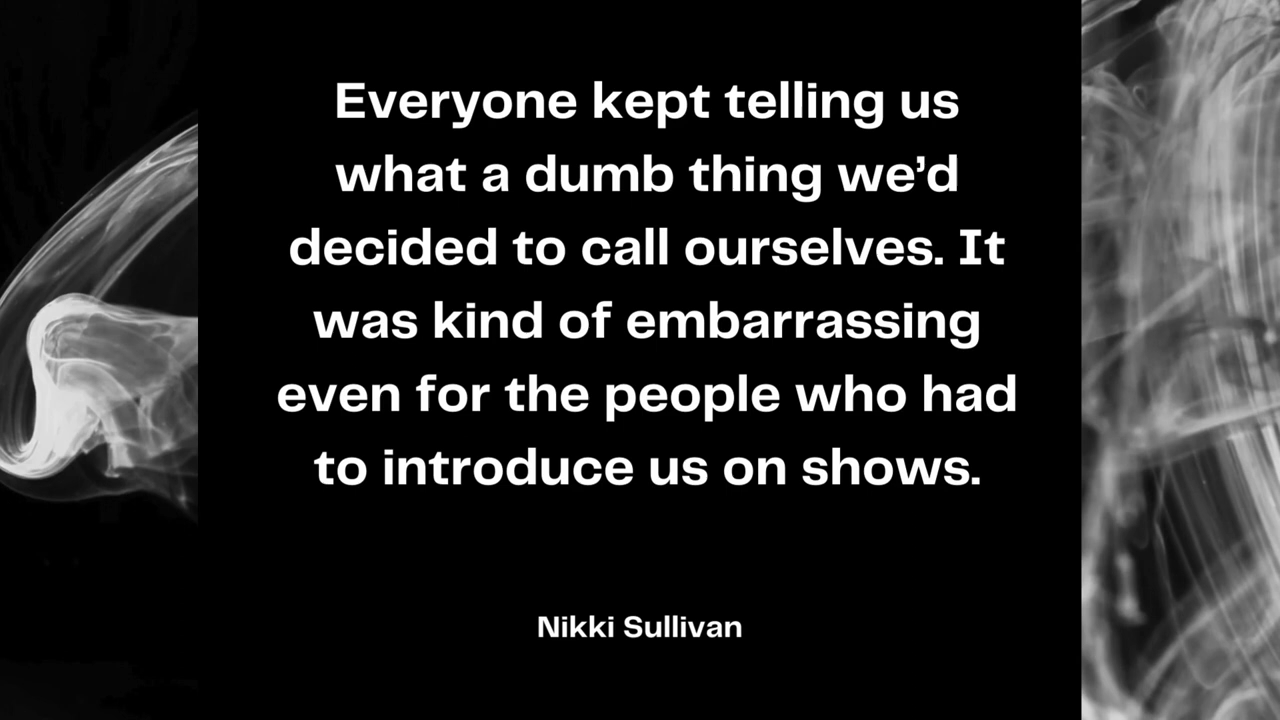 Everyone kept telling us
what a dumb thing we’d
decided to call ourselves. It
was kind of embarrassing
even for the people who had
to introduce us on shows.
Nikki Sullivan